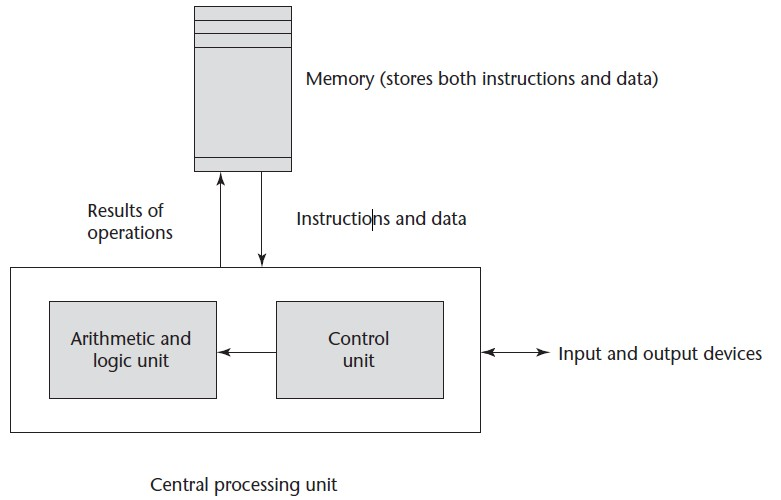 Memory (stores both instructions and data)
Results of
operations
Instructions and data
Arithmetic and
logic unit
Control
unit
Input and output devices
Central processing unit